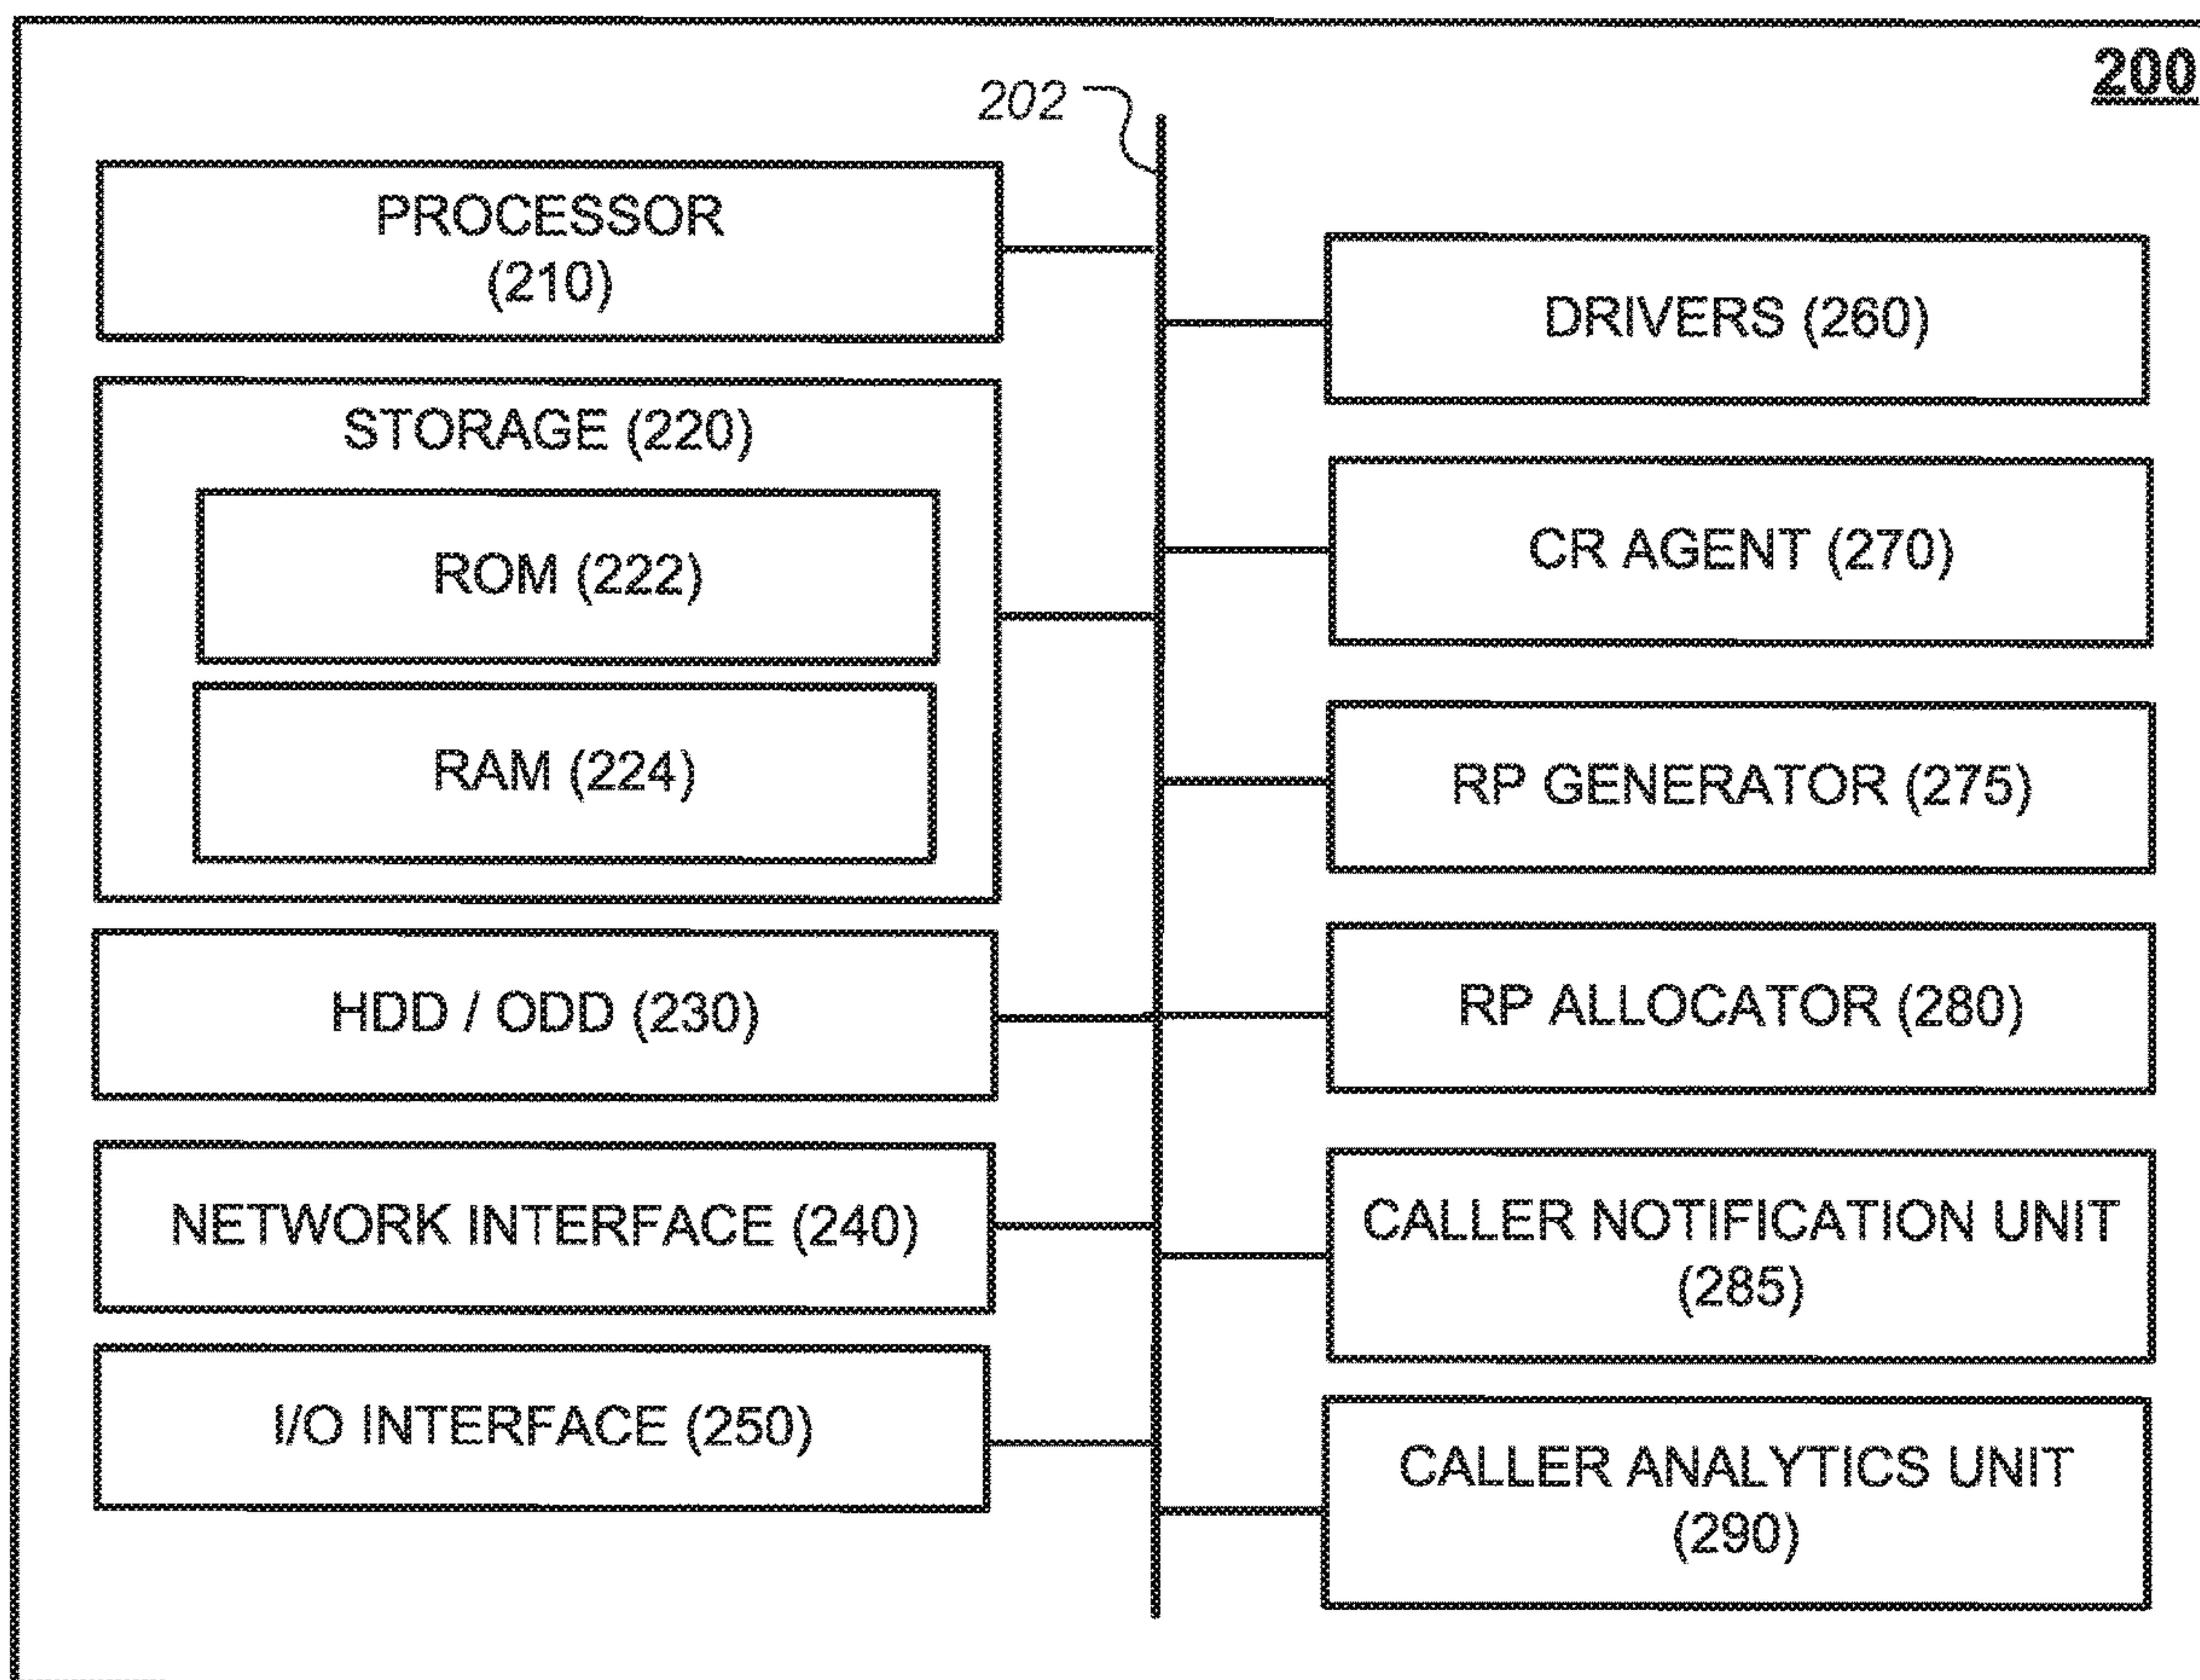 200
202
PROCESSOR
(210)
STORAGE (220)
ROM (222)
RAM (224)
HDD / ODD (230)
NETWORK INTERFACE (240)
I/O INTERFACE (250)
DRIVERS (260)
CR AGENT (270)
RP GENERATOR (275)
RP ALLOCATOR (280)
CALLER NOTIFICATION UNIT
(285)
CALLER ANALYTICS UNIT
(290)